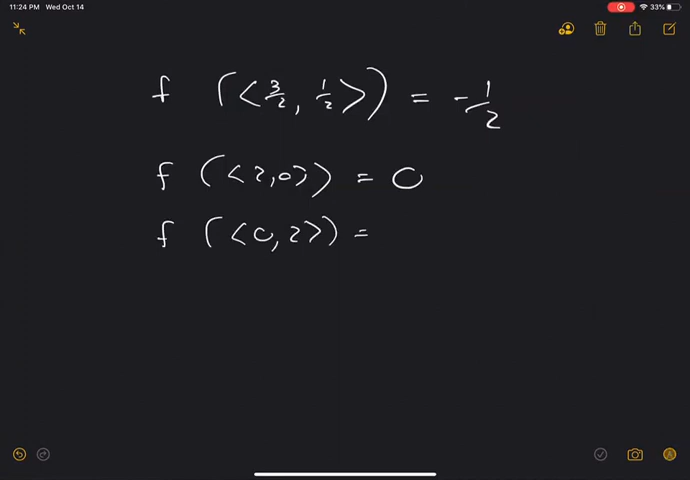 11:24 PM Wed Oct 14 33%
f (<3/2, 1/2>) = -1/2
f (<2,0>) = 0
f (<0,2>) =